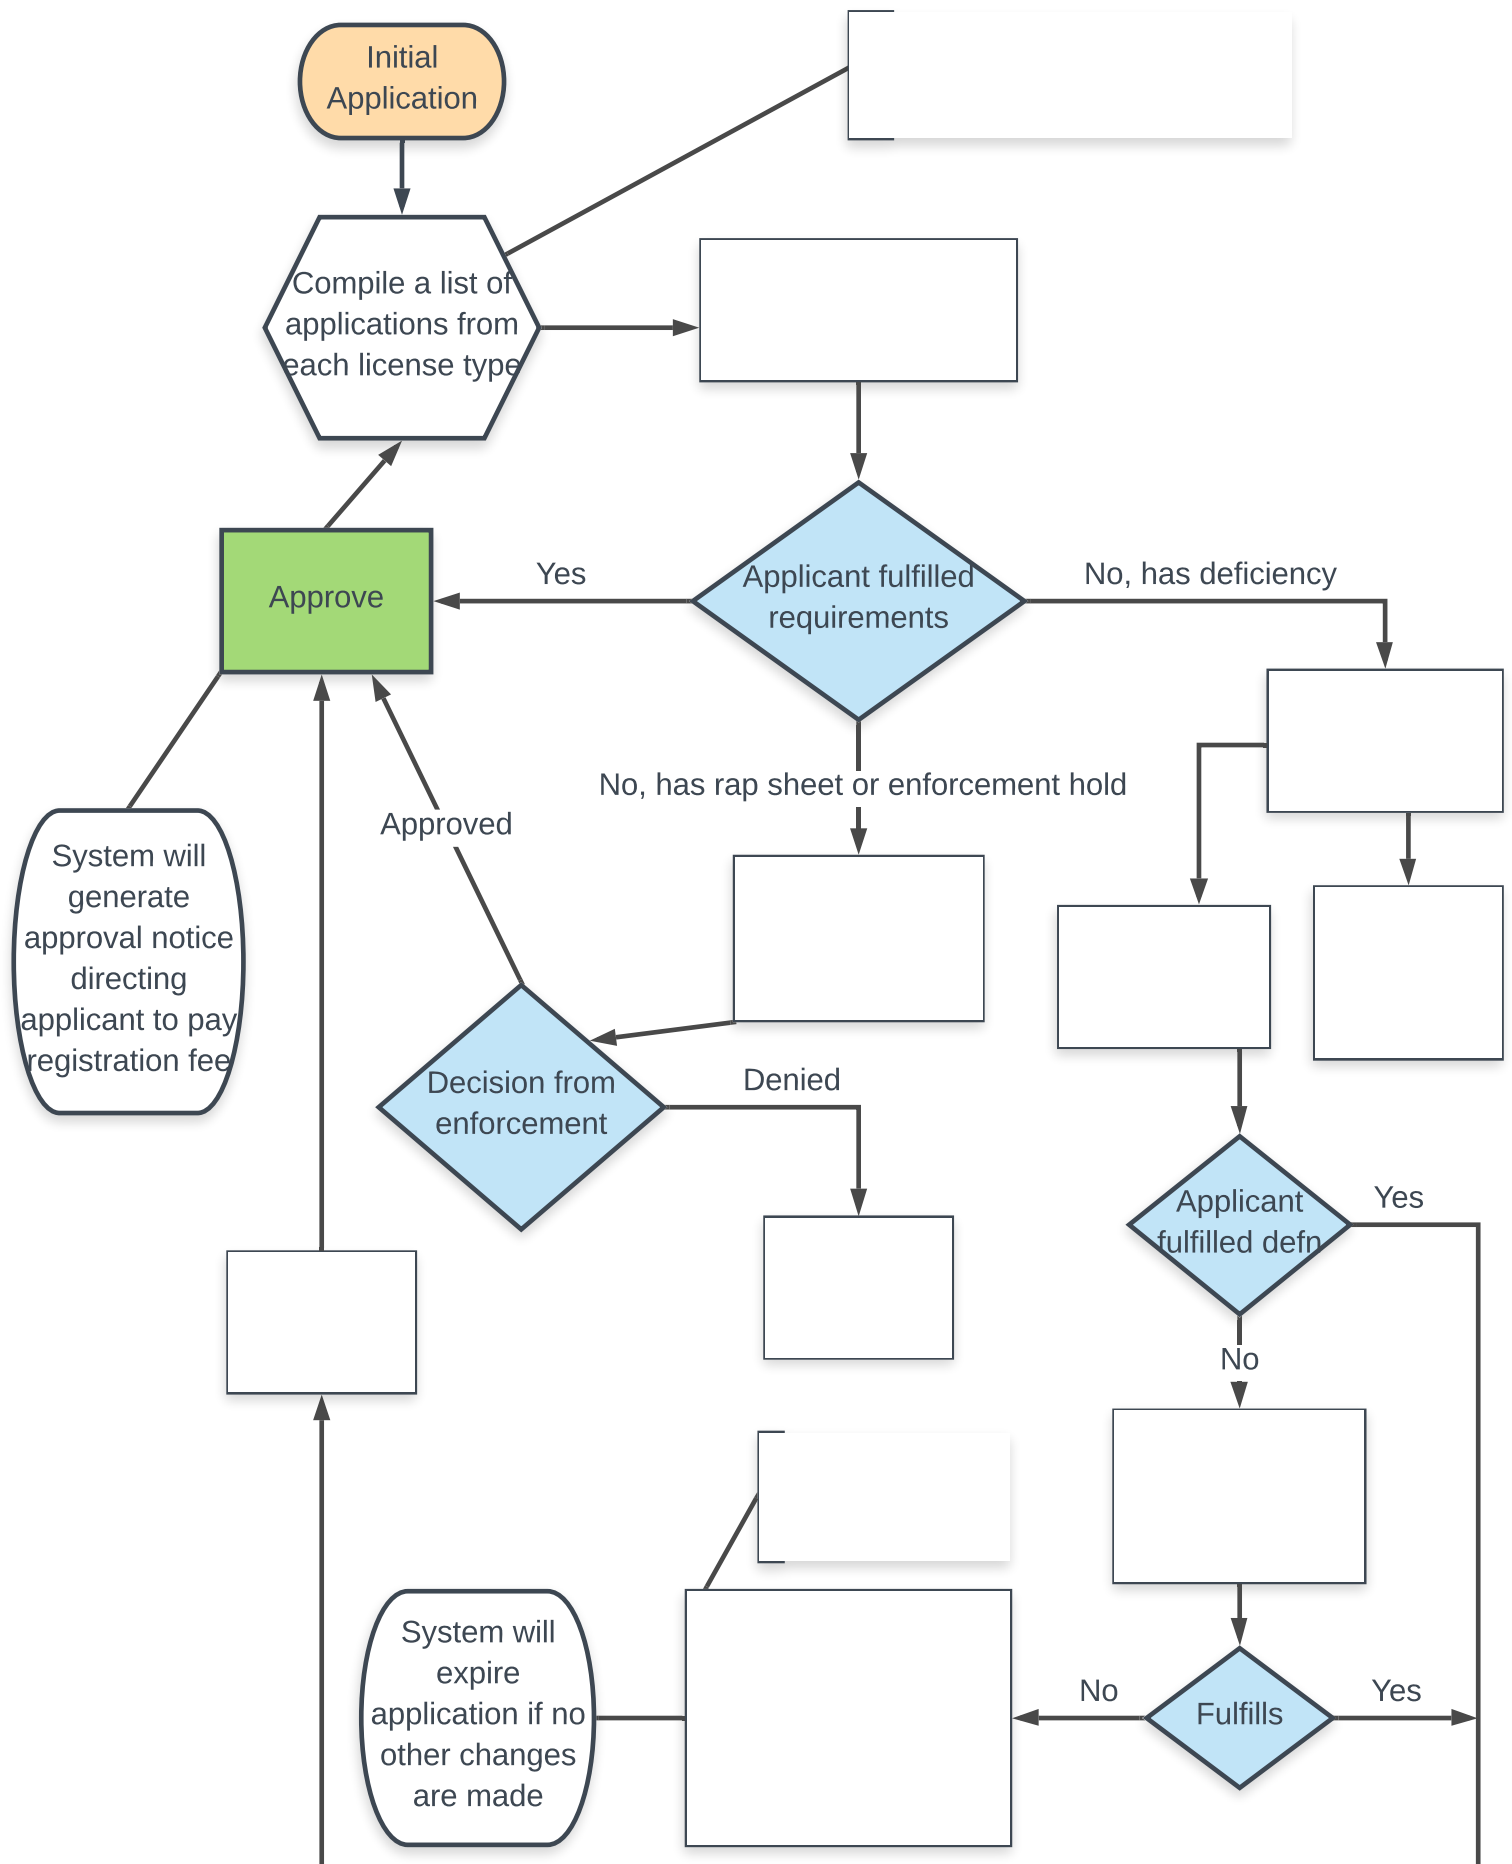 Initial
Application
Compile a list of
applications from
each license type
Approve
Yes
Applicant fulfilled
requirements
No, has deficiency
No, has rap sheet or enforcement hold
Approved
System will
generate
approval notice
directing
applicant to pay
registration fee
Decision from
enforcement
Denied
Applicant
fulfilled defn
Yes
No
System will
expire
application if no
other changes
are made
No
Fulfills
Yes